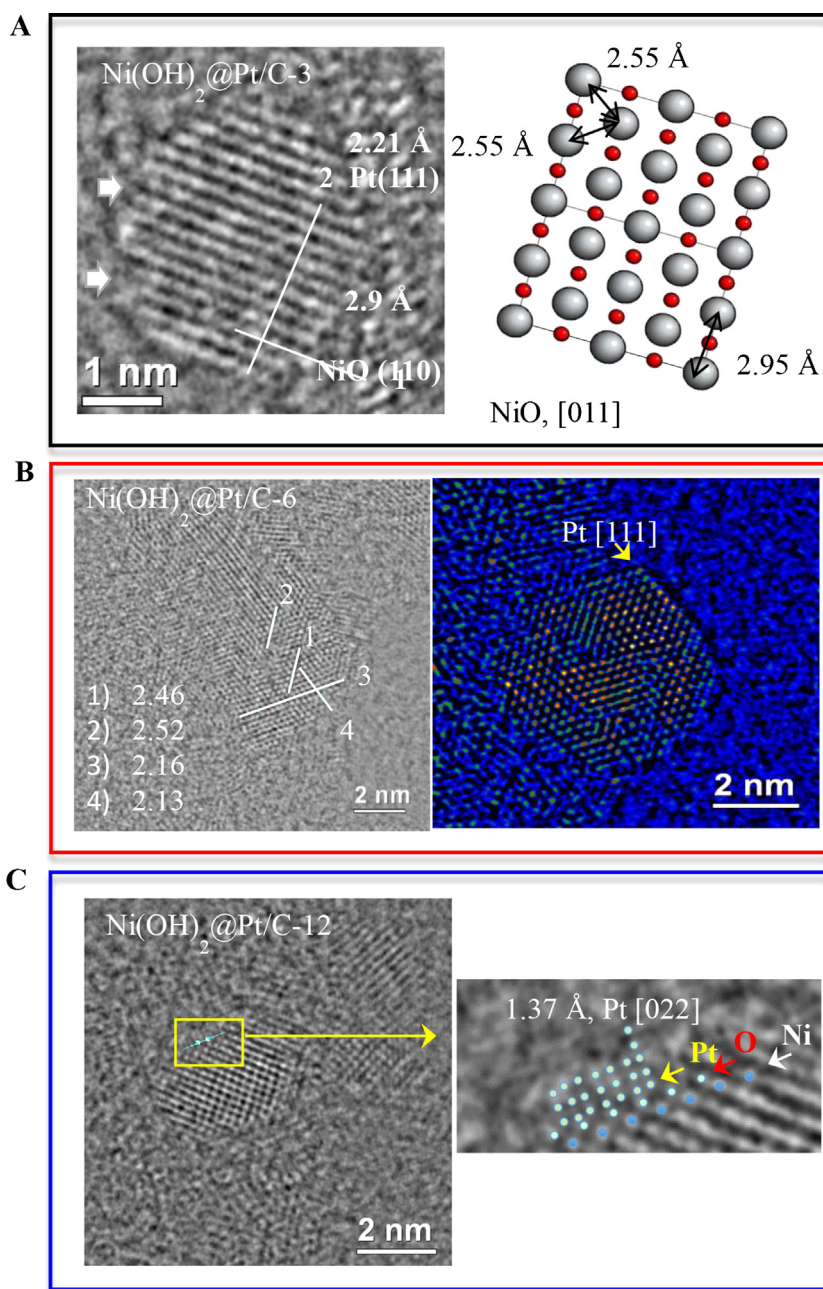 A
Ni(OH)2@Pt/C-3
2.21 Å
2 Pt(111)
2.9 Å
NiO (110)
1
1 nm
2.55 Å
2.55 Å
2.95 Å
NiO, [011]
B
Ni(OH)2@Pt/C-6
2
1
3
4
1) 2.46
2) 2.52
3) 2.16
4) 2.13
2 nm
Pt [111]
2 nm
C
Ni(OH)2@Pt/C-12
2 nm
1.37 Å, Pt [022]
Pt
O
Ni